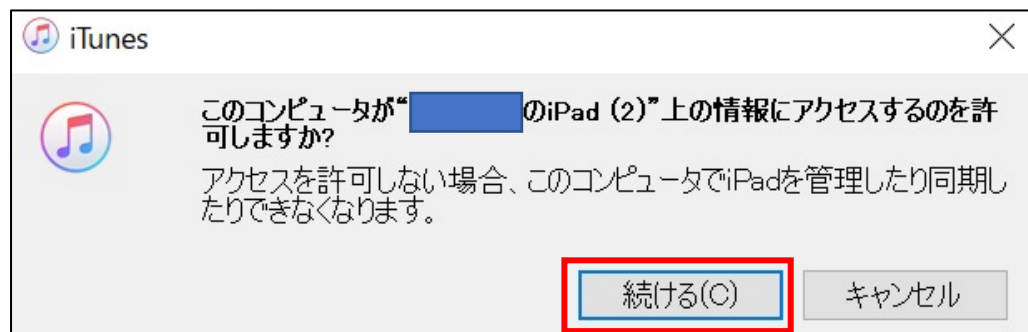 iTunes
このコンピュータが“ のiPad (2)”上の情報にアクセスするのを許
可しますか?
アクセスを許可しない場合、このコンピュータでiPadを管理したり同期し
たりできなくなります。
続ける(C)
キャンセル